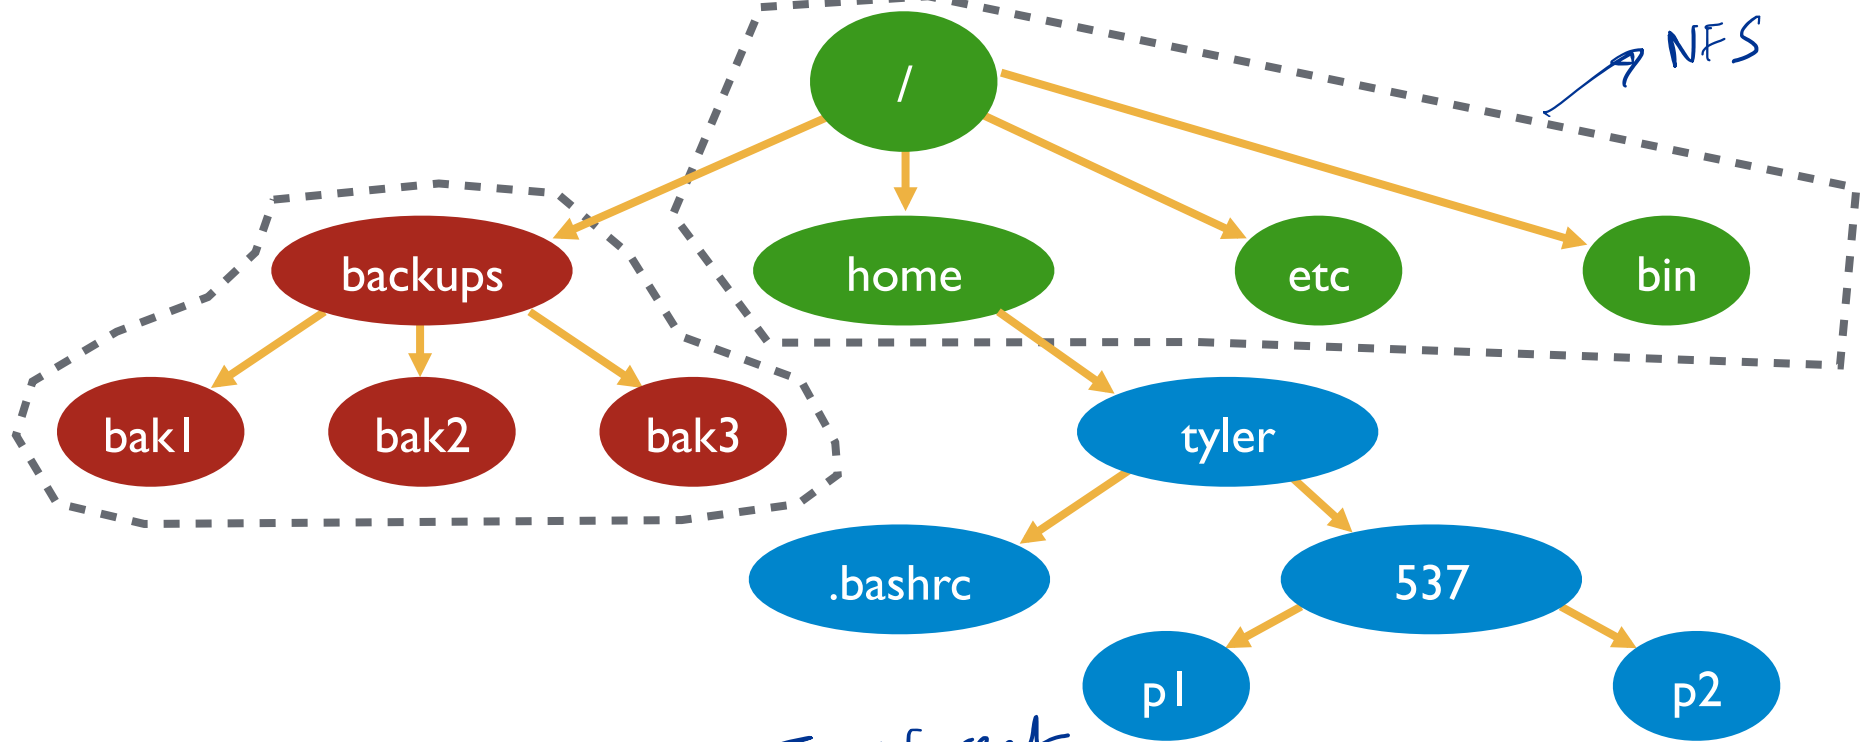 NFS
/
backups
home
etc
bin
bak1
bak2
bak3
tyler
.bashrc
537
p1
p2